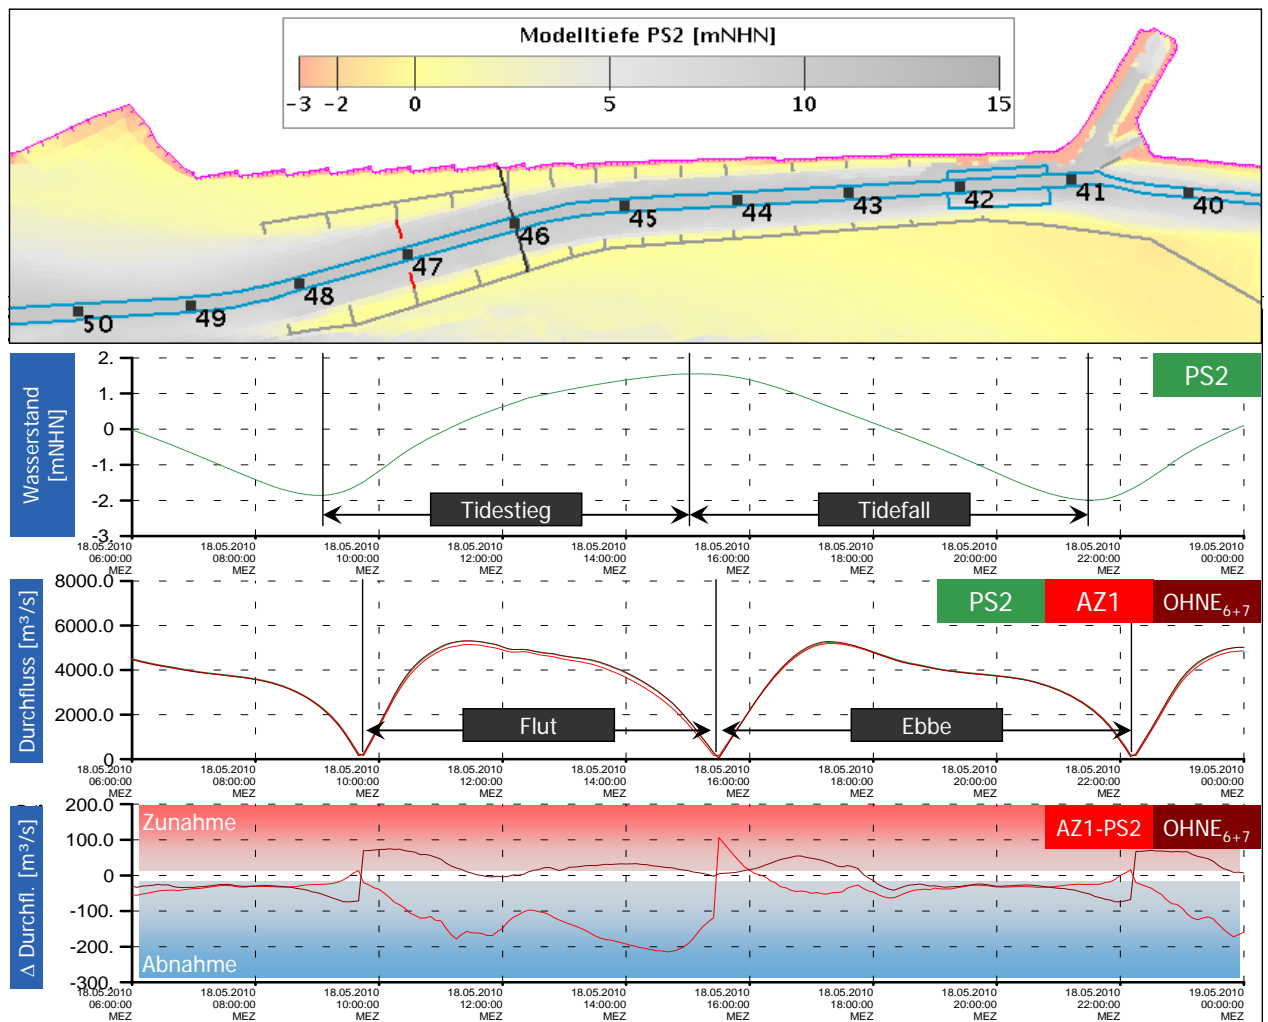 Modelltiefe PS2 [mNHN]
-3 -2 0 5 10 15
50 49 48 47 46 45 44 43 42 41 40
Wasserstand
[mNHN]
PS2
2.
1.
0
-1.
-2.
-3.
Tidestieg
Tidefall
18.05.2010 18.05.2010 18.05.2010 18.05.2010 18.05.2010 18.05.2010 18.05.2010 18.05.2010 18.05.2010 19.05.2010
06:00:00 08:00:00 10:00:00 12:00:00 14:00:00 16:00:00 18:00:00 20:00:00 22:00:00 00:00:00
MEZ MEZ MEZ MEZ MEZ MEZ MEZ MEZ MEZ MEZ
Durchfluss [m³/s]
PS2 AZ1 OHNE6+7
8000.0
6000.0
4000.0
2000.0
0
Flut
Ebbe
18.05.2010 18.05.2010 18.05.2010 18.05.2010 18.05.2010 18.05.2010 18.05.2010 18.05.2010 18.05.2010 19.05.2010
06:00:00 08:00:00 10:00:00 12:00:00 14:00:00 16:00:00 18:00:00 20:00:00 22:00:00 00:00:00
MEZ MEZ MEZ MEZ MEZ MEZ MEZ MEZ MEZ MEZ
Δ Durchfl. [m³/s]
Zunahme
AZ1-PS2 OHNE6+7
200.0
100.0
0
-100.
-200.
-300.
Abnahme
18.05.2010 18.05.2010 18.05.2010 18.05.2010 18.05.2010 18.05.2010 18.05.2010 18.05.2010 18.05.2010 19.05.2010
06:00:00 08:00:00 10:00:00 12:00:00 14:00:00 16:00:00 18:00:00 20:00:00 22:00:00 00:00:00
MEZ MEZ MEZ MEZ MEZ MEZ MEZ MEZ MEZ MEZ